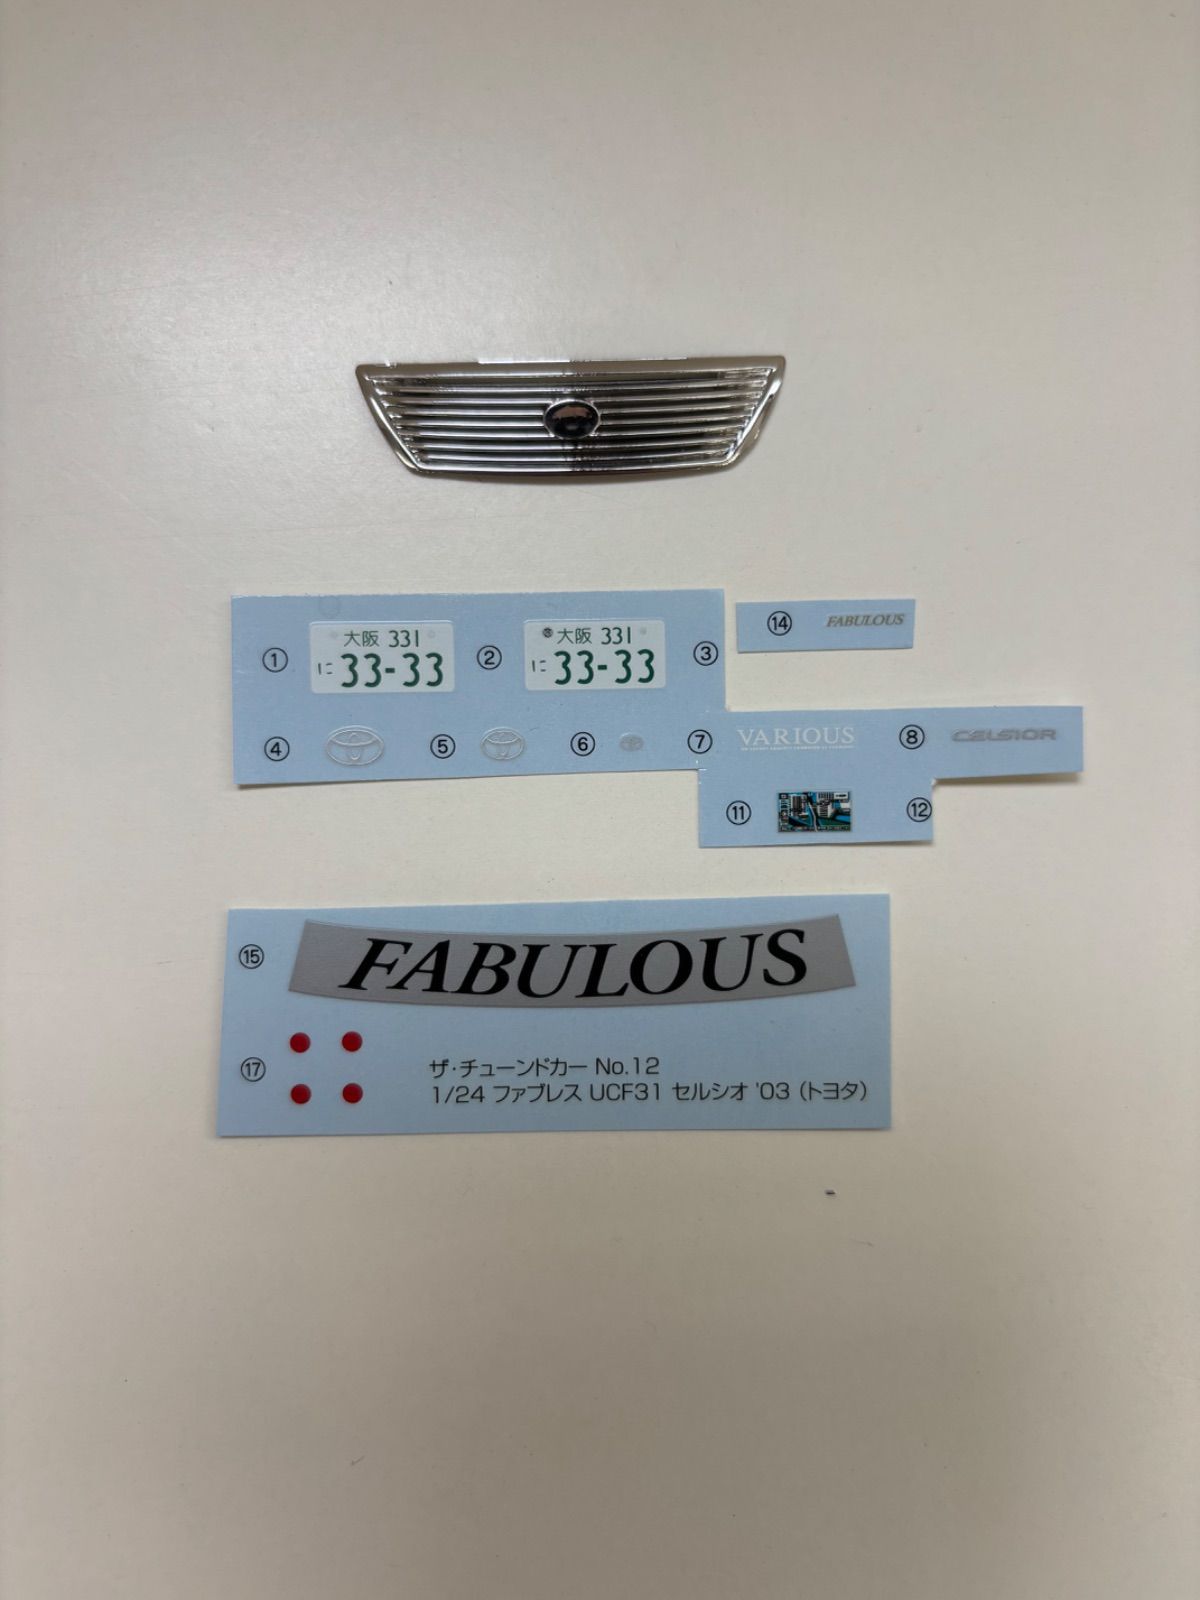 ① 大阪 331
に 33-33
② 大阪 331
に 33-33
③
⑭ FABULOUS
④ ⑤ ⑥ ⑦ VARIOUS
⑧ CELSIOR
⑪ ⑫
⑮ FABULOUS
⑰
ザ・チューンドカー No.12
1/24 ファブレス UCF31 セルシオ '03 (トヨタ)